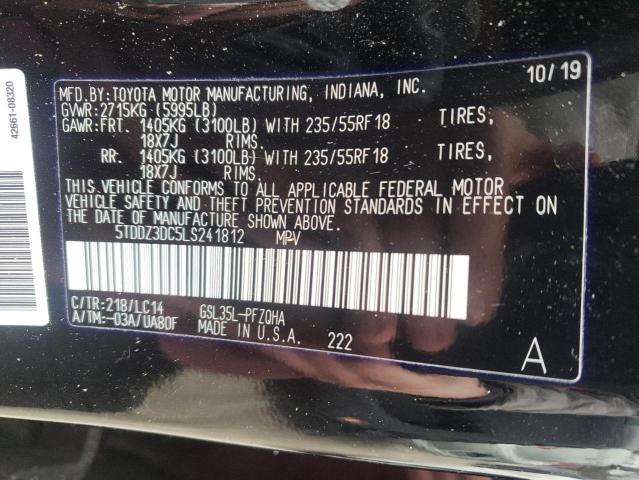 42661-08320
10/19
MFD.BY:TOYOTA MOTOR MANUFACTURING, INDIANA, INC.
GVWR:2715KG (5995LB)
GAWR:FRT. 1405KG (3100LB) WITH 235/55RF18 TIRES,
18X7J RIMS.
RR. 1405KG (3100LB) WITH 235/55RF18 TIRES,
18X7J RIMS.
THIS VEHICLE CONFORMS TO ALL APPLICABLE FEDERAL MOTOR
VEHICLE SAFETY AND THEFT PREVENTION STANDARDS IN EFFECT ON
THE DATE OF MANUFACTURE SHOWN ABOVE.
5TDDZ3DC5LS241812 MPV
C/TR:218/LC14 GSL35L-PFZQHA
A/TM:-03A/UA80F MADE IN U.S.A. 222
A